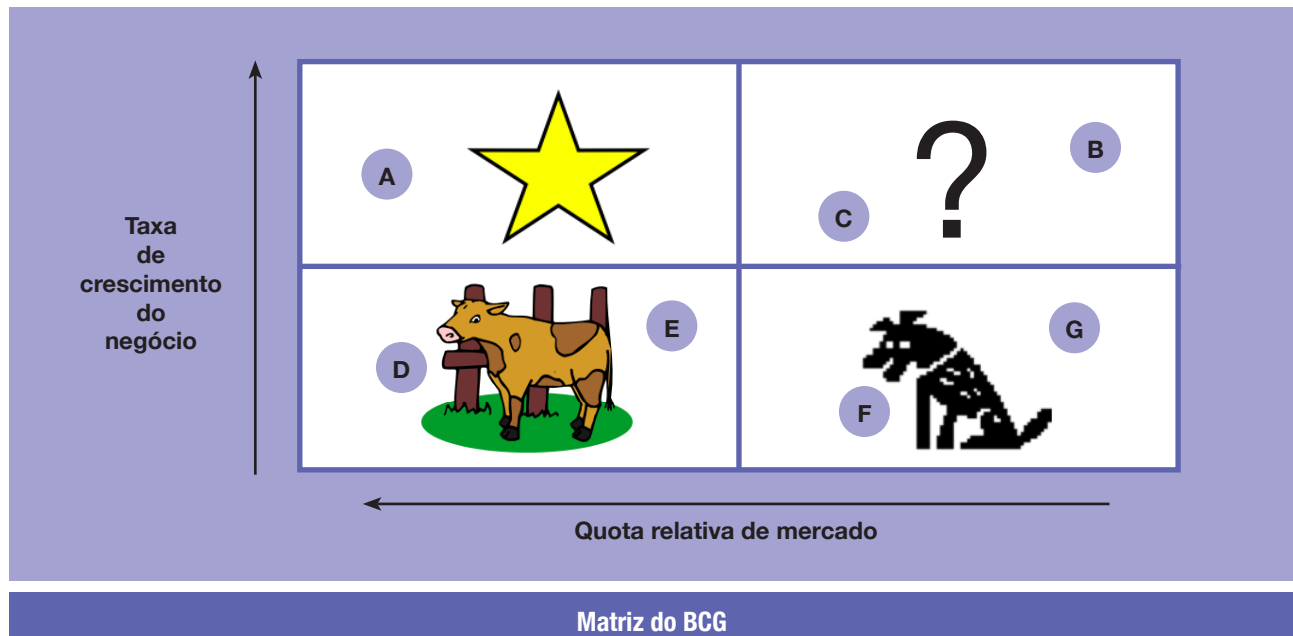 A
B
C
?
Taxa
de
crescimento
do
negócio
D
E
F
G
Quota relativa de mercado
Matriz do BCG